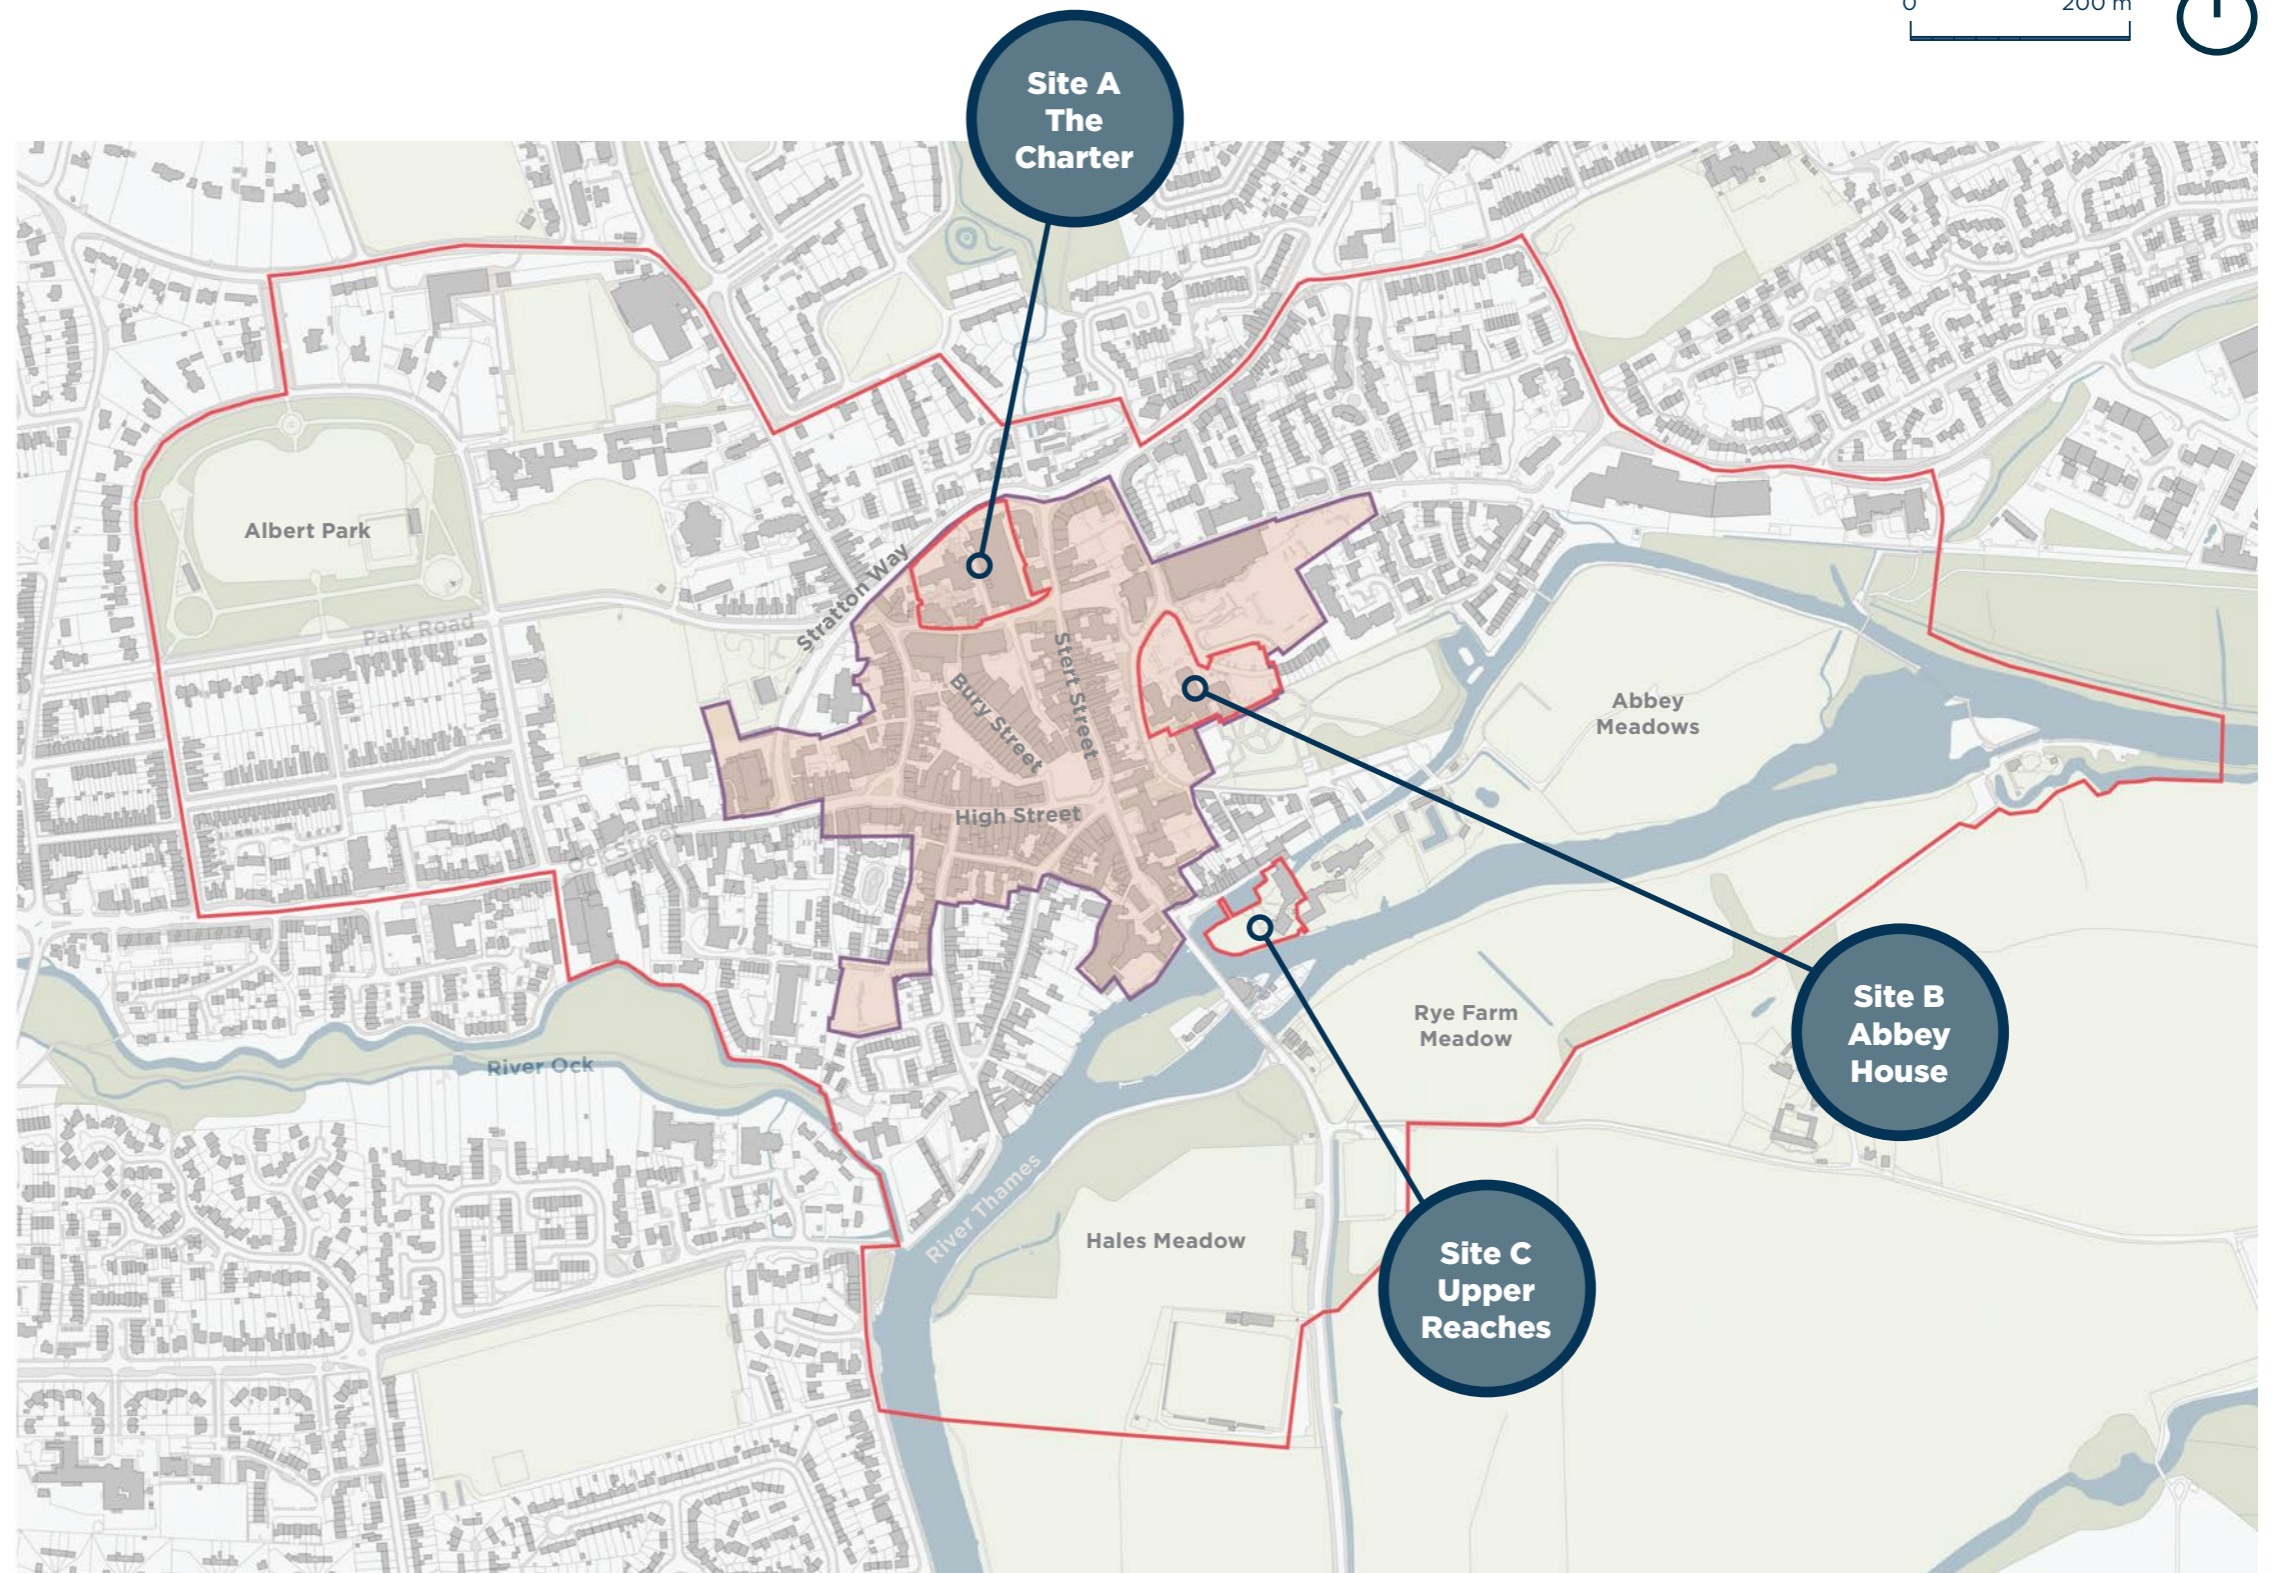 0 200 m
Site A
The
Charter
Albert Park
Stratton Way
Park Road
Stert Street
Bury Street
Abbey
Meadows
High Street
Ock Street
Site B
Abbey
House
Rye Farm
Meadow
River Ock
River Thames
Hales Meadow
Site C
Upper
Reaches